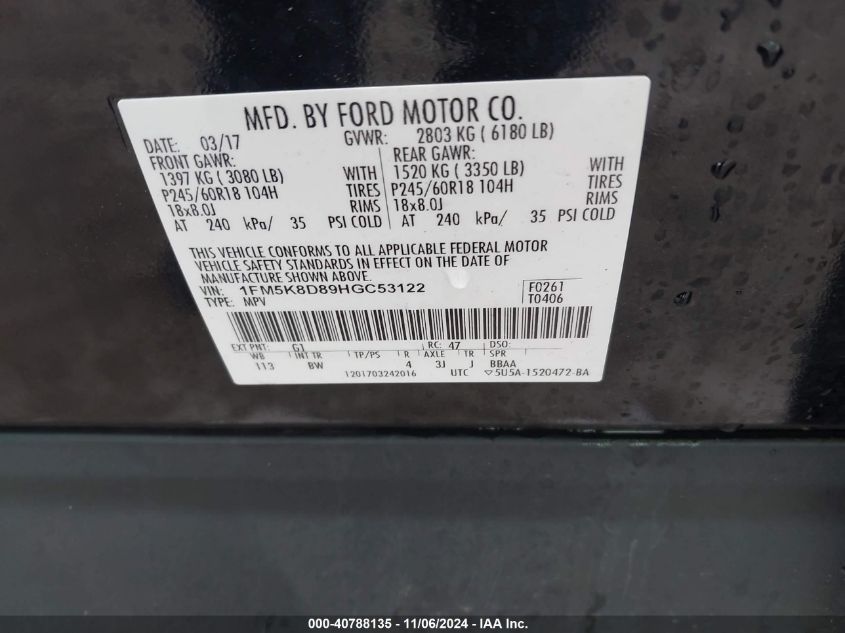 MFD. BY FORD MOTOR CO.
DATE: 03/17 GVWR: 2803 KG ( 6180 LB)
FRONT GAWR: REAR GAWR:
1397 KG ( 3080 LB) WITH 1520 KG ( 3350 LB) WITH
P245/60R18 104H TIRES P245/60R18 104H TIRES
18x8.0J RIMS 18x8.0J RIMS
AT 240 kPa/ 35 PSI COLD AT 240 kPa/ 35 PSI COLD
THIS VEHICLE CONFORMS TO ALL APPLICABLE FEDERAL MOTOR
VEHICLE SAFETY STANDARDS IN EFFECT ON THE DATE OF
MANUFACTURE SHOWN ABOVE.
VIN: 1FM5K8D89HGC53122 F0261
TYPE: MPV T0406
EXT PNT: G1 RC: 47 DSO:
WB INT TR TP/PS R AXLE TR SPR
113 BW 4 3J J BBAA
1201703242016 UTC ▽5U5A-1520472-BA
000-40788135 - 11/06/2024 - IAA Inc.